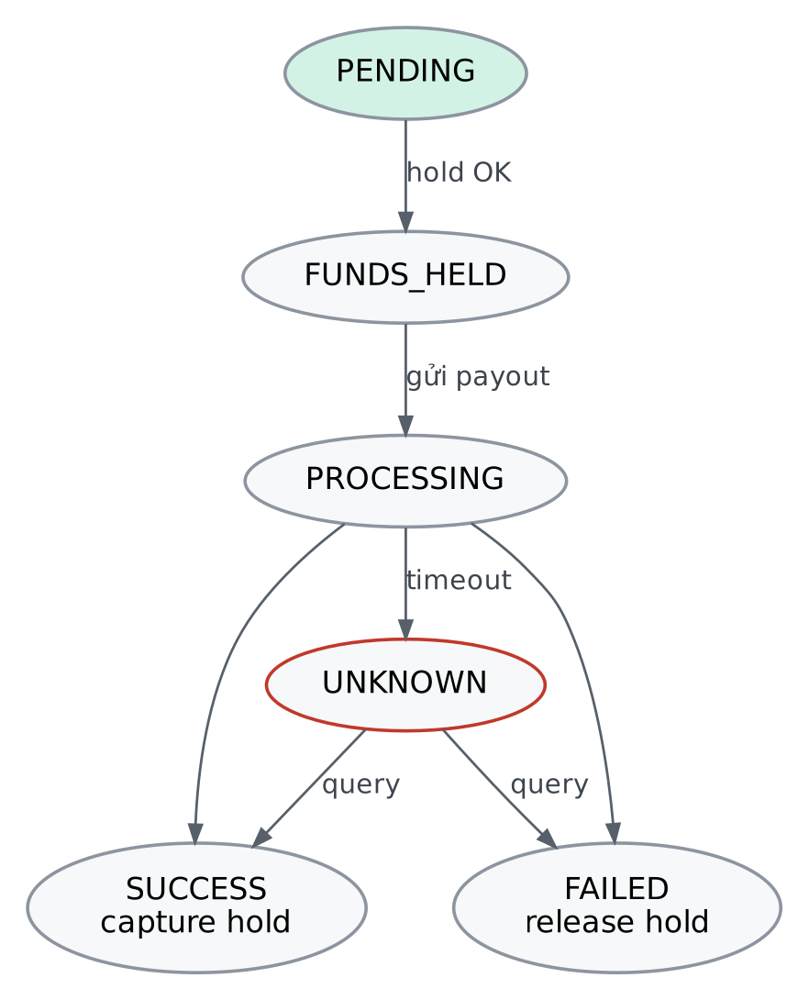 PENDING
hold OK
FUNDS_HELD
gửi payout
PROCESSING
timeout
UNKNOWN
query
query
SUCCESS
capture hold
FAILED
release hold